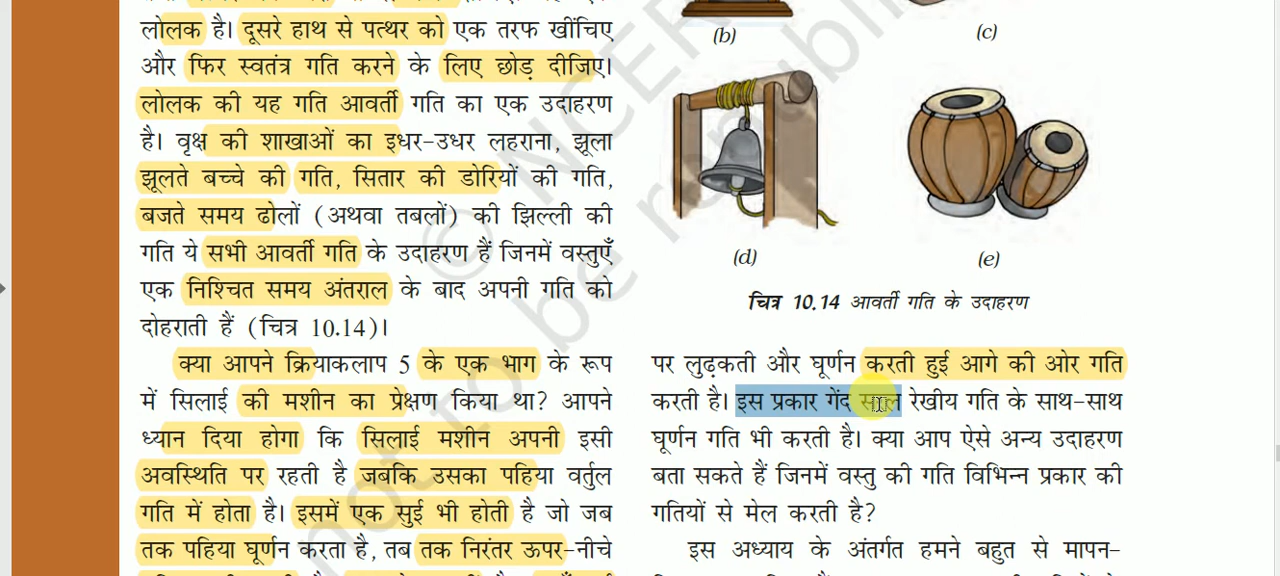 लोलक है। दूसरे हाथ से पत्थर को एक तरफ खींचिए
और फिर स्वतंत्र गति करने के लिए छोड़ दीजिए।
लोलक की यह गति आवर्ती गति का एक उदाहरण
है। वृक्ष की शाखाओं का इधर-उधर लहराना, झूला
झूलते बच्चे की गति, सितार की डोरियों की गति,
बजते समय ढोलों (अथवा तबलों) की झिल्ली की
गति ये सभी आवर्ती गति के उदाहरण हैं जिनमें वस्तुएँ
एक निश्चित समय अंतराल के बाद अपनी गति को
दोहराती हैं (चित्र 10.14)।
क्या आपने क्रियाकलाप 5 के एक भाग के रूप
में सिलाई की मशीन का प्रेक्षण किया था? आपने
ध्यान दिया होगा कि सिलाई मशीन अपनी इसी
अवस्थिति पर रहती है जबकि उसका पहिया वर्तुल
गति में होता है। इसमें एक सुई भी होती है जो जब
तक पहिया घूर्णन करता है, तब तक निरंतर ऊपर-नीचे
(b)
(c)
(d)
(e)
चित्र 10.14 आवर्ती गति के उदाहरण
पर लुढ़कती और घूर्णन करती हुई आगे की ओर गति
करती है। इस प्रकार गेंद सरल रेखीय गति के साथ-साथ
घूर्णन गति भी करती है। क्या आप ऐसे अन्य उदाहरण
बता सकते हैं जिनमें वस्तु की गति विभिन्न प्रकार की
गतियों से मेल करती है?
इस अध्याय के अंतर्गत हमने बहुत से मापन-
© NCER
not to be republi